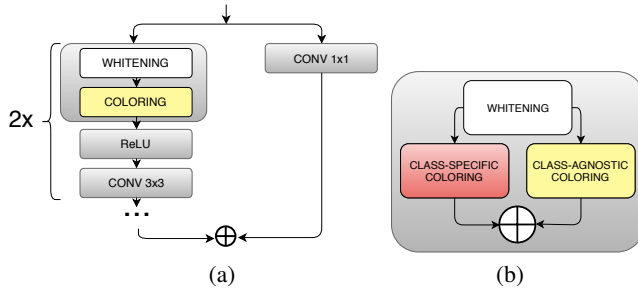 WHITENING
COLORING
2x
ReLU
CONV 3x3
...
CONV 1x1
(a)
WHITENING
CLASS-SPECIFIC
COLORING
CLASS-AGNOSTIC
COLORING
(b)